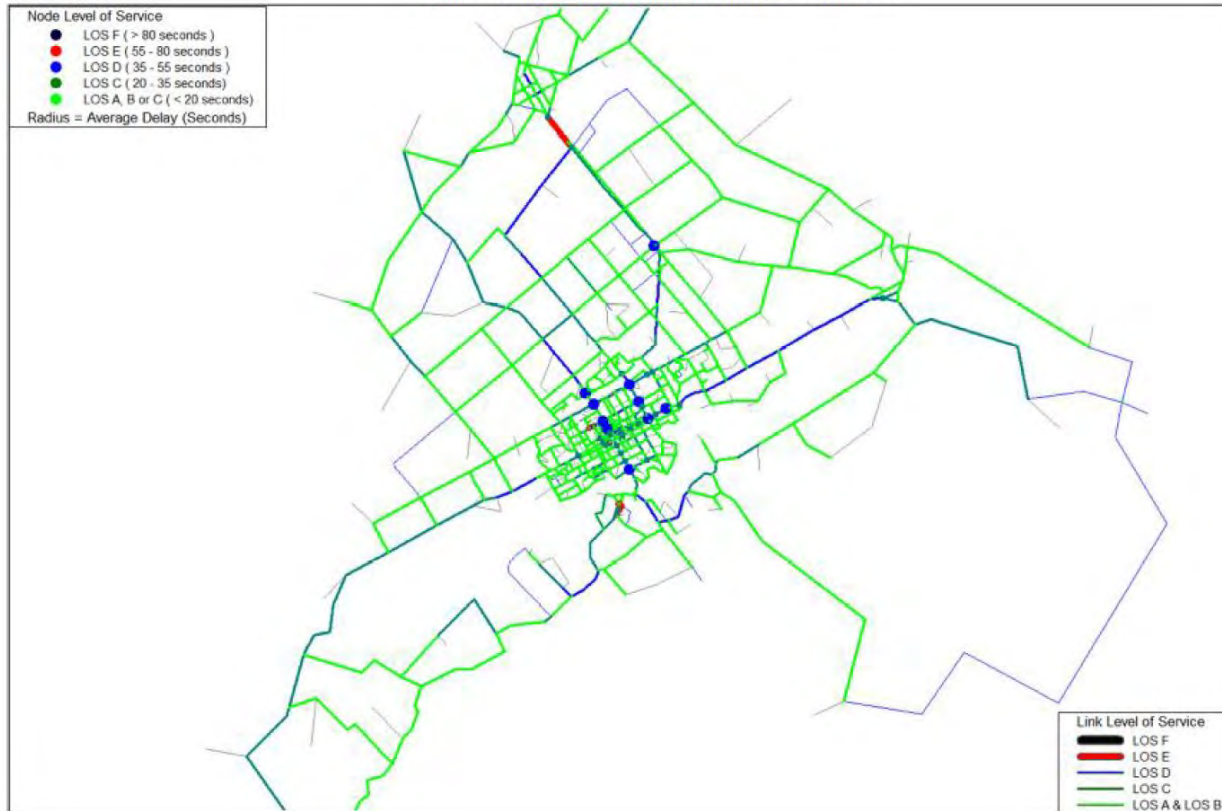 Node Level of Service
LOS F ( > 80 seconds )
LOS E ( 55 - 80 seconds )
LOS D ( 35 - 55 seconds )
LOS C ( 20 - 35 seconds)
LOS A, B or C ( < 20 seconds)
Radius = Average Delay (Seconds)
Link Level of Service
LOS F
LOS E
LOS D
LOS C
LOS A & LOS B